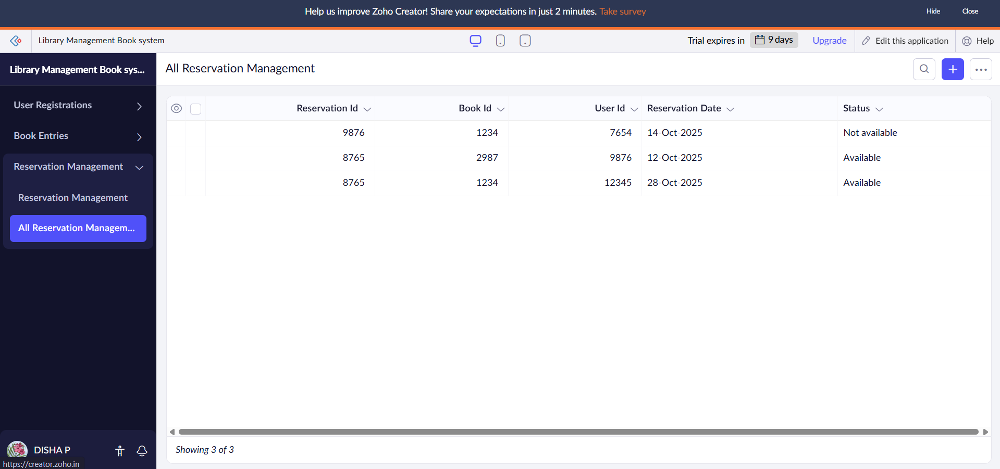 Help us improve Zoho Creator! Share your expectations in just 2 minutes. Take survey Hide Close
Library Management Book system Trial expires in 9 days Upgrade Edit this application Help
Library Management Book sys... All Reservation Management
User Registrations
Book Entries
Reservation Management
Reservation Management
All Reservation Managem...
Reservation Id Book Id User Id Reservation Date Status
9876 1234 7654 14-Oct-2025 Not available
8765 2987 9876 12-Oct-2025 Available
8765 1234 12345 28-Oct-2025 Available
Showing 3 of 3
DISHA P
https://creator.zoho.in